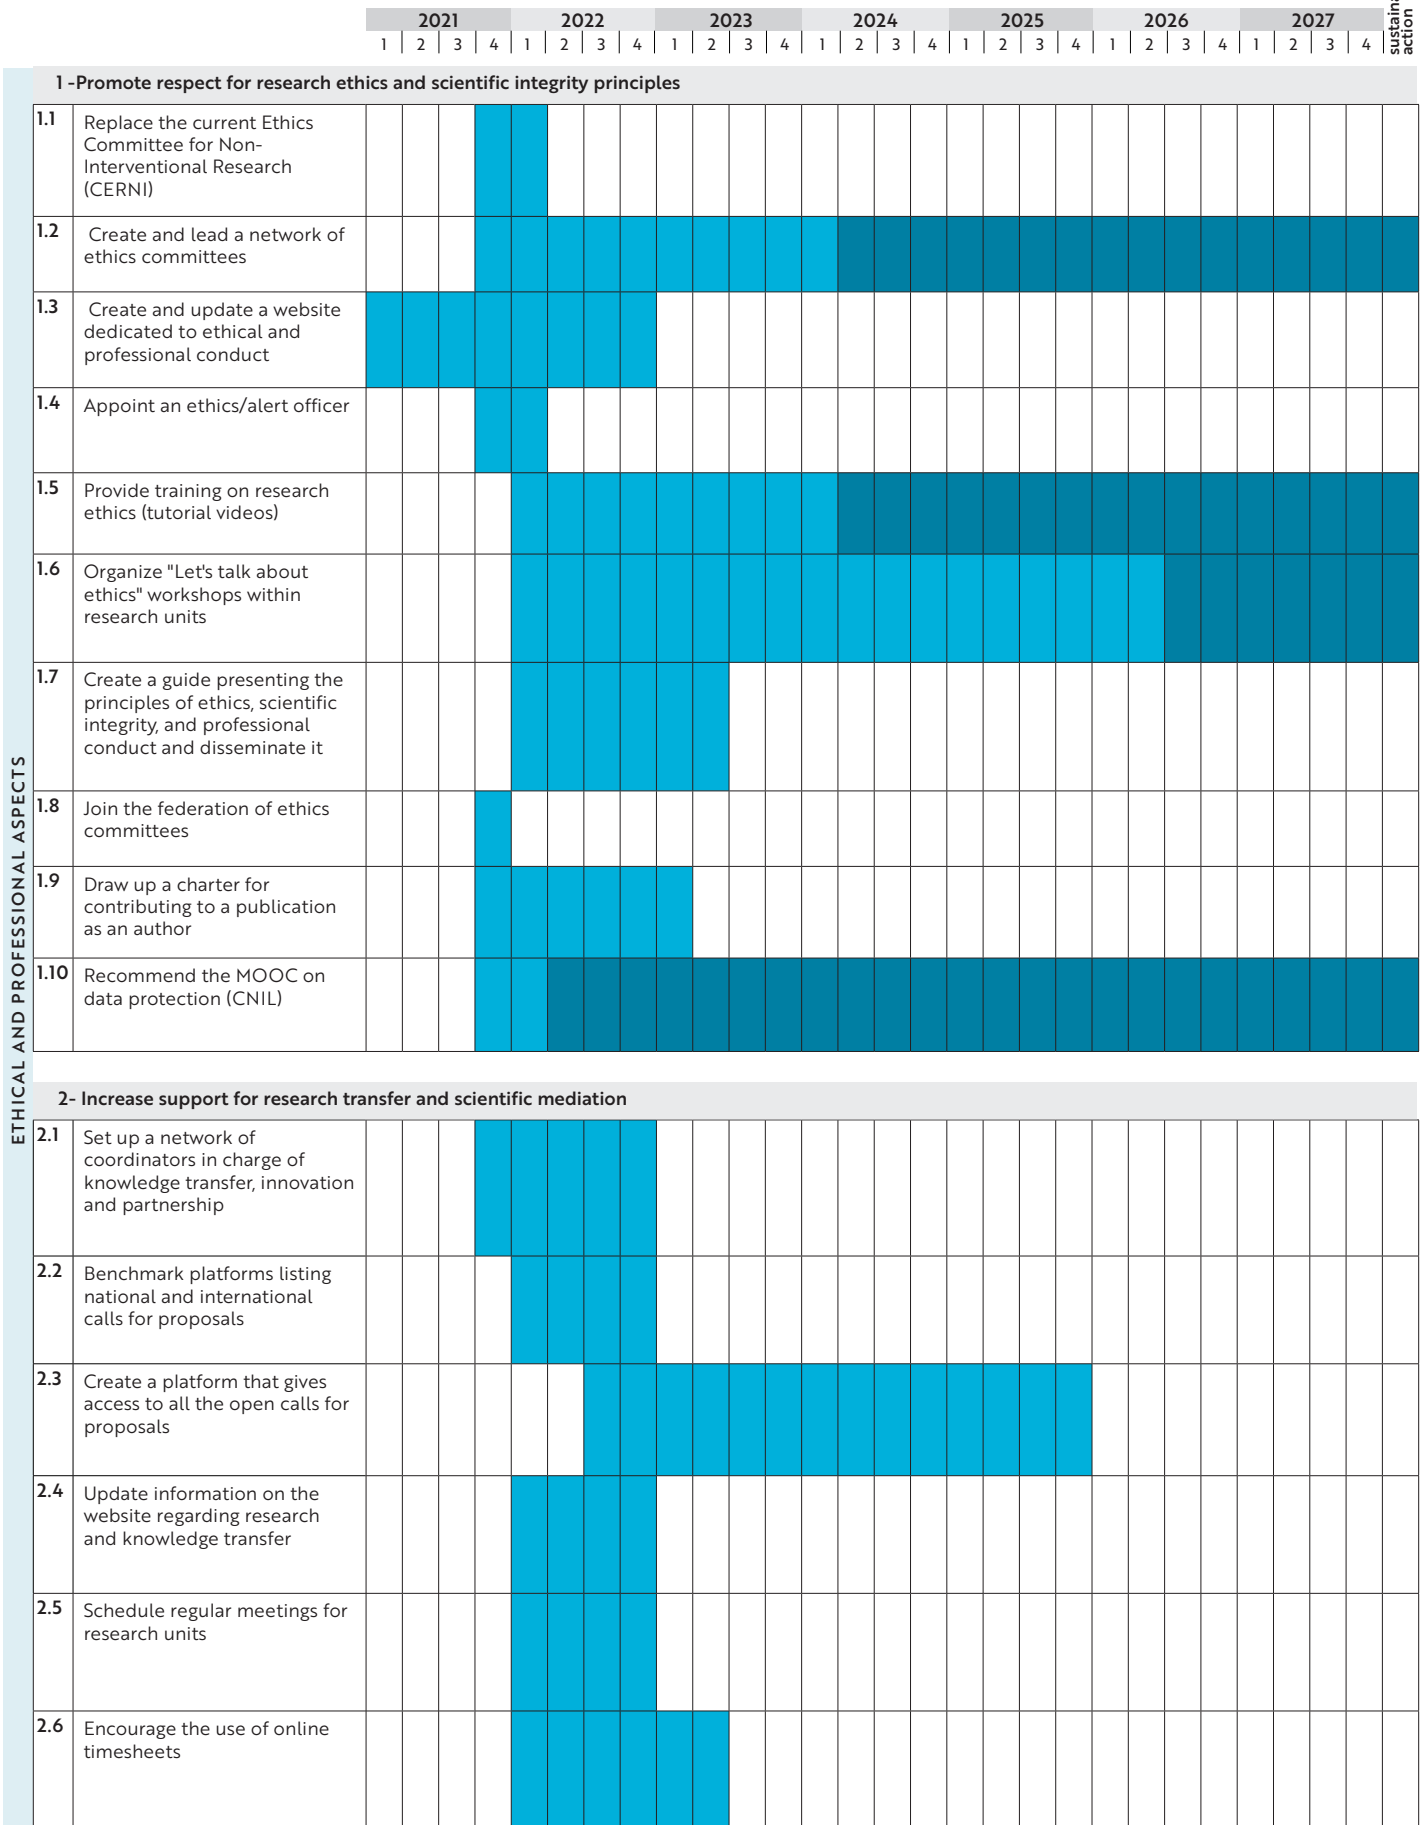 2021 2022 2023 2024 2025 2026 2027
1 2 3 4 1 2 3 4 1 2 3 4 1 2 3 4 1 2 3 4 1 2 3 4 1 2 3 4
action
1 -Promote respect for research ethics and scientific integrity principles
1.1 Replace the current Ethics
Committee for Non-
Interventional Research
(CERNI)
1.2 Create and lead a network of
ethics committees
1.3 Create and update a website
dedicated to ethical and
professional conduct
1.4 Appoint an ethics/alert officer
1.5 Provide training on research
ethics (tutorial videos)
1.6 Organize "Let's talk about
ethics" workshops within
research units
1.7 Create a guide presenting the
principles of ethics, scientific
integrity, and professional
conduct and disseminate it
1.8 Join the federation of ethics
committees
1.9 Draw up a charter for
contributing to a publication
as an author
1.10 Recommend the MOOC on
data protection (CNIL)
ETHICAL AND PROFESSIONAL ASPECTS
2- Increase support for research transfer and scientific mediation
2.1 Set up a network of
coordinators in charge of
knowledge transfer, innovation
and partnership
2.2 Benchmark platforms listing
national and international
calls for proposals
2.3 Create a platform that gives
access to all the open calls for
proposals
2.4 Update information on the
website regarding research
and knowledge transfer
2.5 Schedule regular meetings for
research units
2.6 Encourage the use of online
timesheets